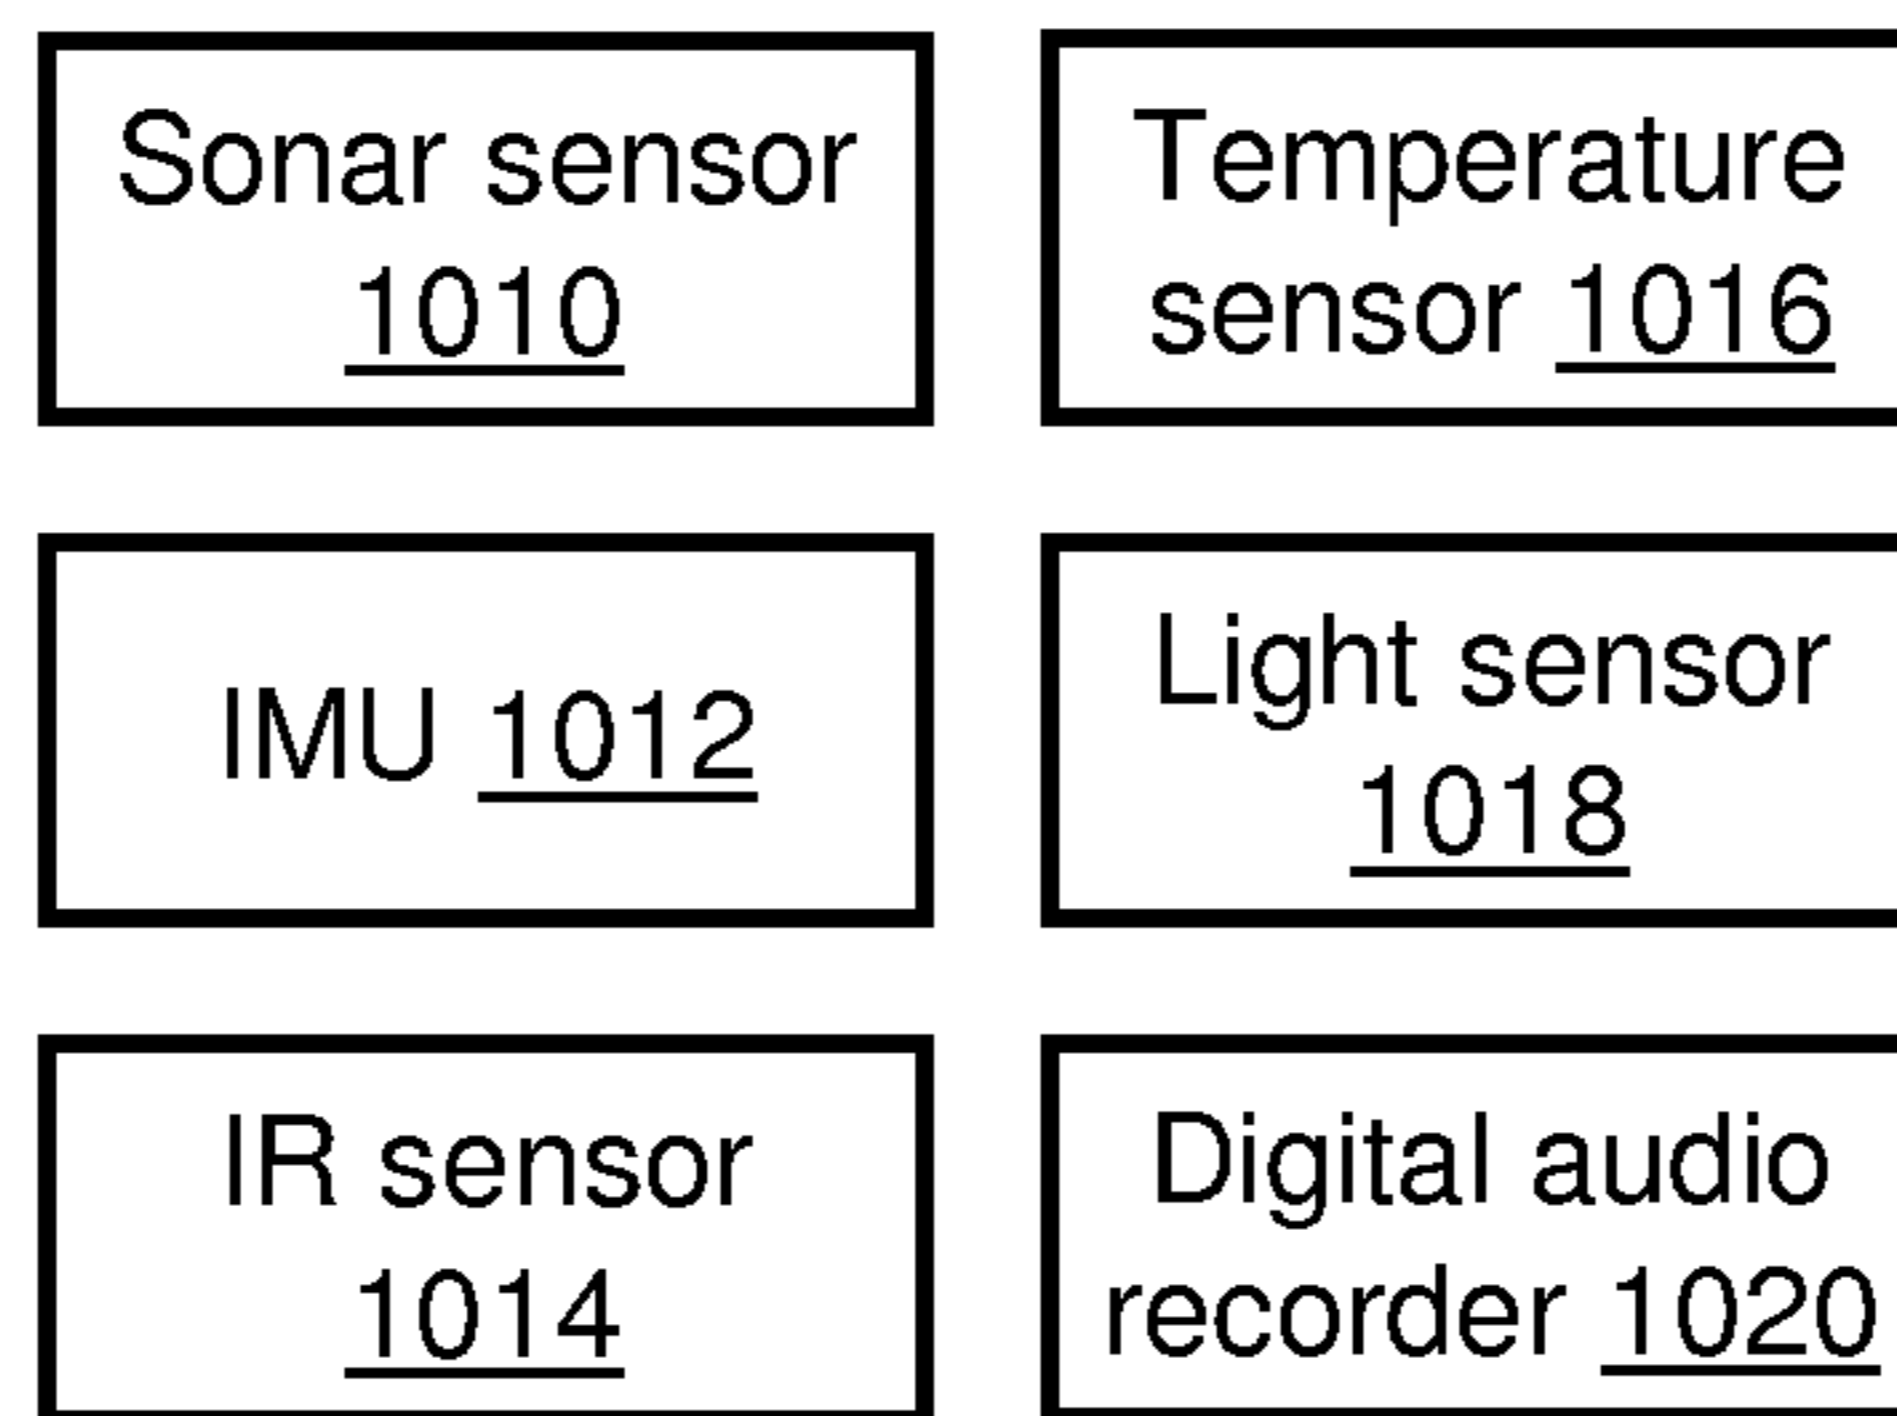 Sonar sensor
1010
Temperature
sensor 1016
IMU 1012
Light sensor
1018
IR sensor
1014
Digital audio
recorder 1020